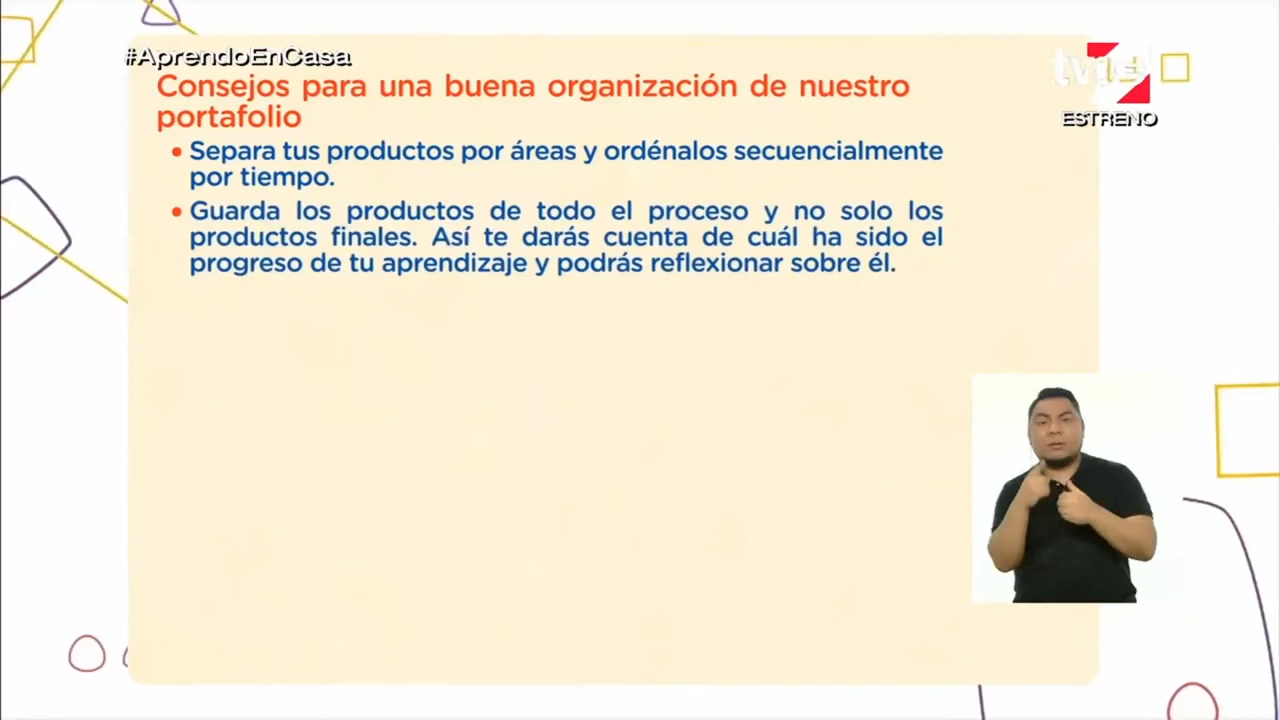 #AprendoEnCasa
ESTRENO
Consejos para una buena organización de nuestro
portafolio
• Separa tus productos por áreas y ordénalos secuencialmente
por tiempo.
• Guarda los productos de todo el proceso y no solo los
productos finales. Así te darás cuenta de cuál ha sido el
progreso de tu aprendizaje y podrás reflexionar sobre él.